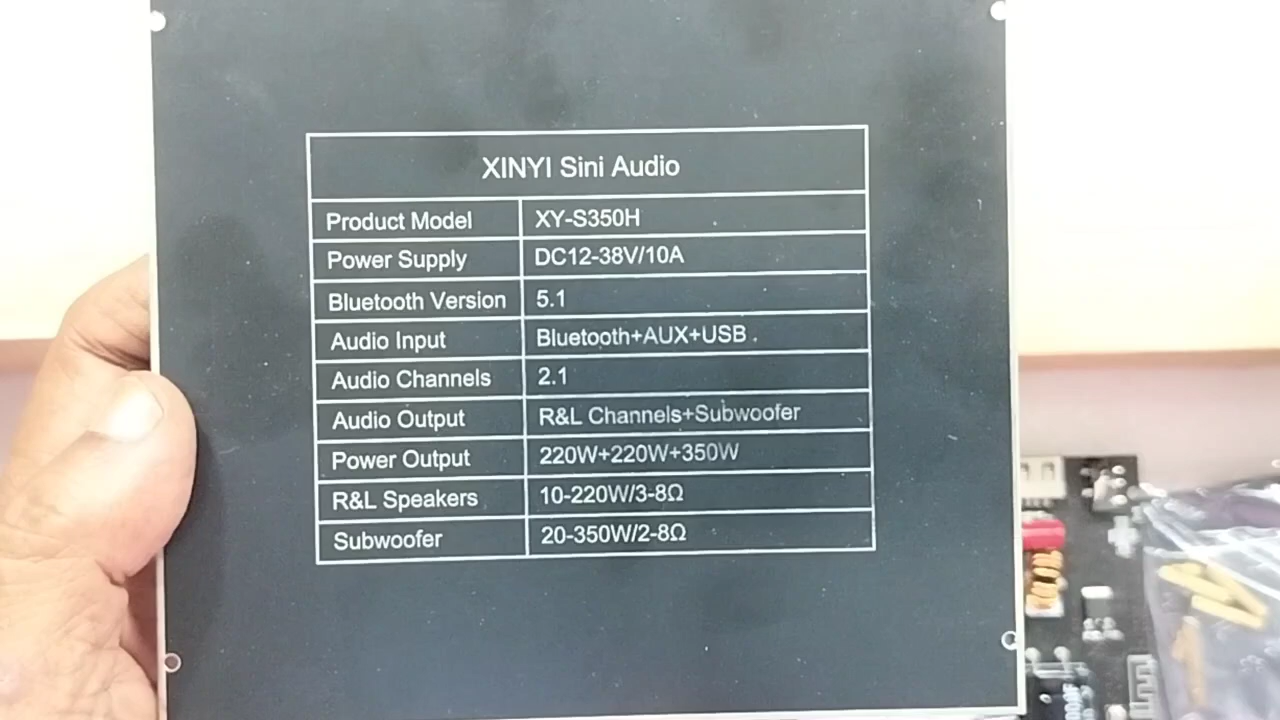 XINYI Sini Audio
Product Model XY-S350H
Power Supply DC12-38V/10A
Bluetooth Version 5.1
Audio Input Bluetooth+AUX+USB .
Audio Channels 2.1
Audio Output R&L Channels+Subwoofer
Power Output 220W+220W+350W
R&L Speakers 10-220W/3-8Ω
Subwoofer 20-350W/2-8Ω